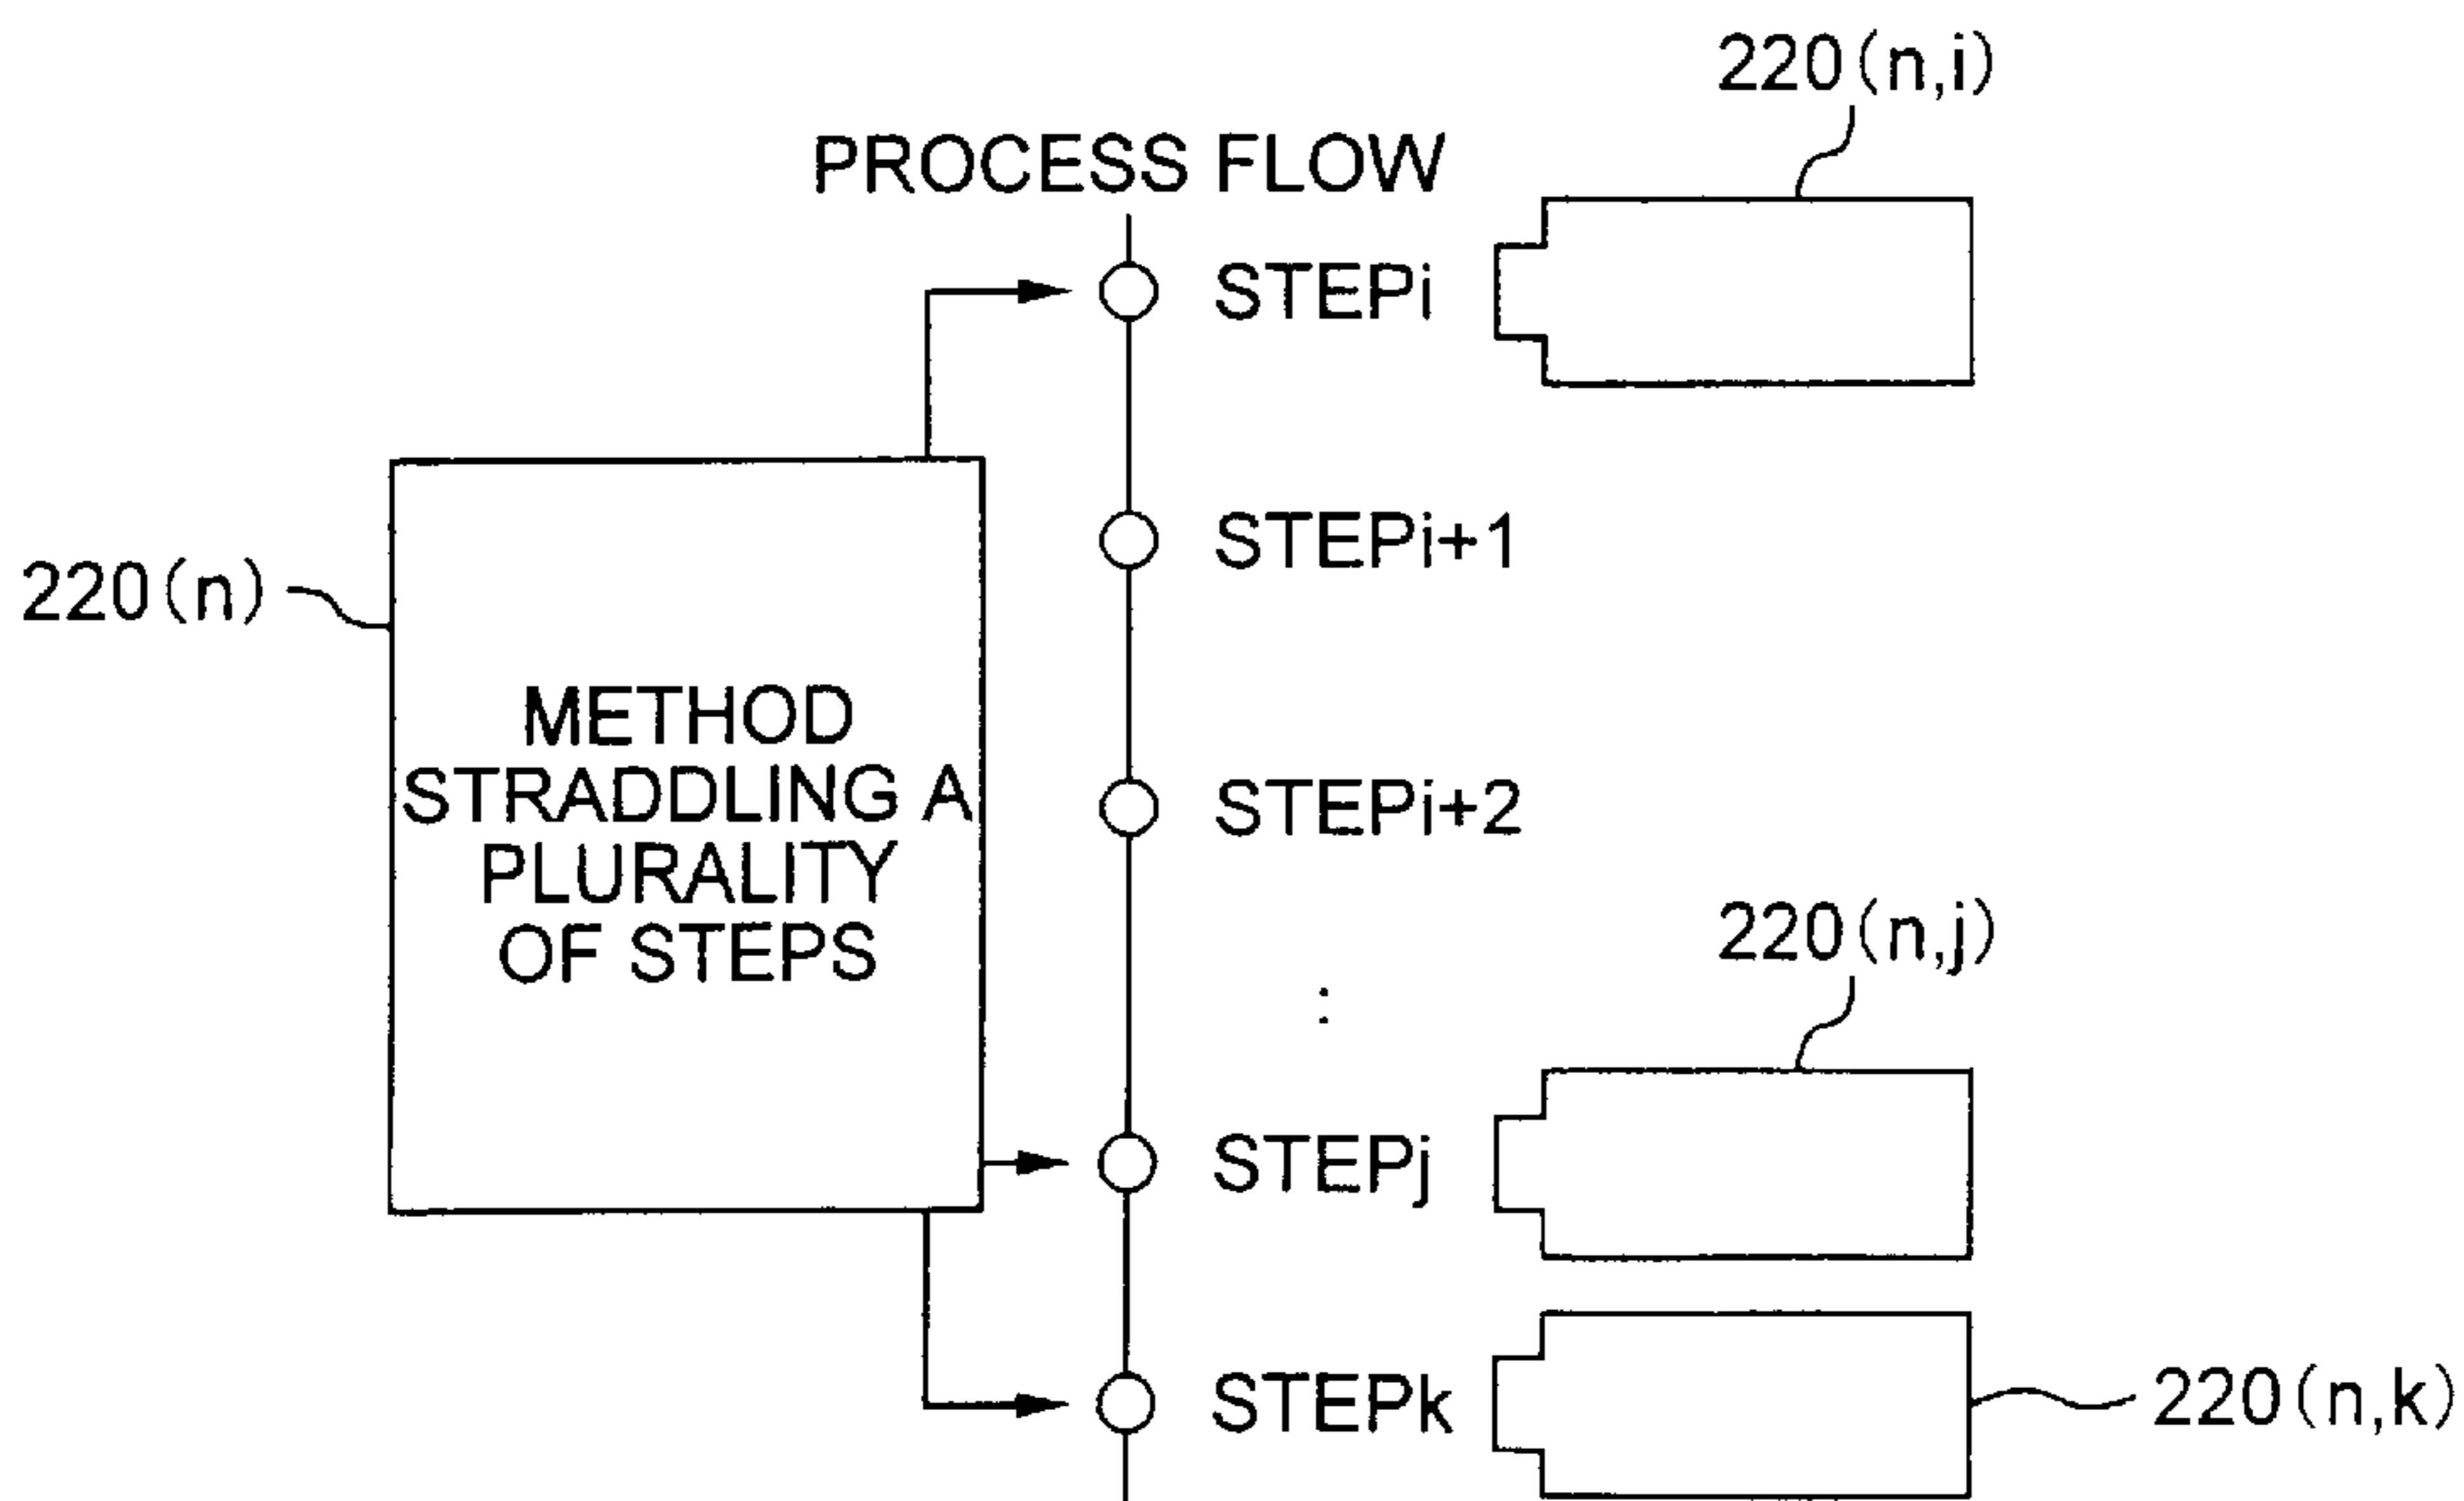 220(n,i)
PROCESS FLOW
STEPi
STEPi+1
220(n)
METHOD
STRADDLING A
PLURALITY
OF STEPS
STEPi+2
220(n,j)
:
STEPj
STEPk
220(n,k)